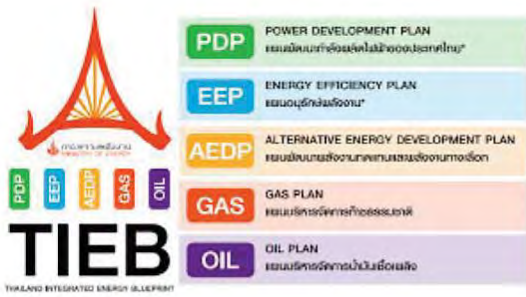 กระทรวงพลังงาน
MINISTRY OF ENERGY
PDP
EEP
AEDP
GAS
OIL
TIEB
THAILAND INTEGRATED ENERGY BLUEPRINT
PDP
POWER DEVELOPMENT PLAN
แผนพัฒนากำลังผลิตไฟฟ้าของประเทศไทย*
EEP
ENERGY EFFICIENCY PLAN
แผนอนุรักษ์พลังงาน*
AEDP
ALTERNATIVE ENERGY DEVELOPMENT PLAN
แผนพัฒนาพลังงานทดแทนและพลังงานทางเลือก
GAS
GAS PLAN
แผนบริหารจัดการก๊าซธรรมชาติ
OIL
OIL PLAN
แผนบริหารจัดการน้ำมันเชื้อเพลิง